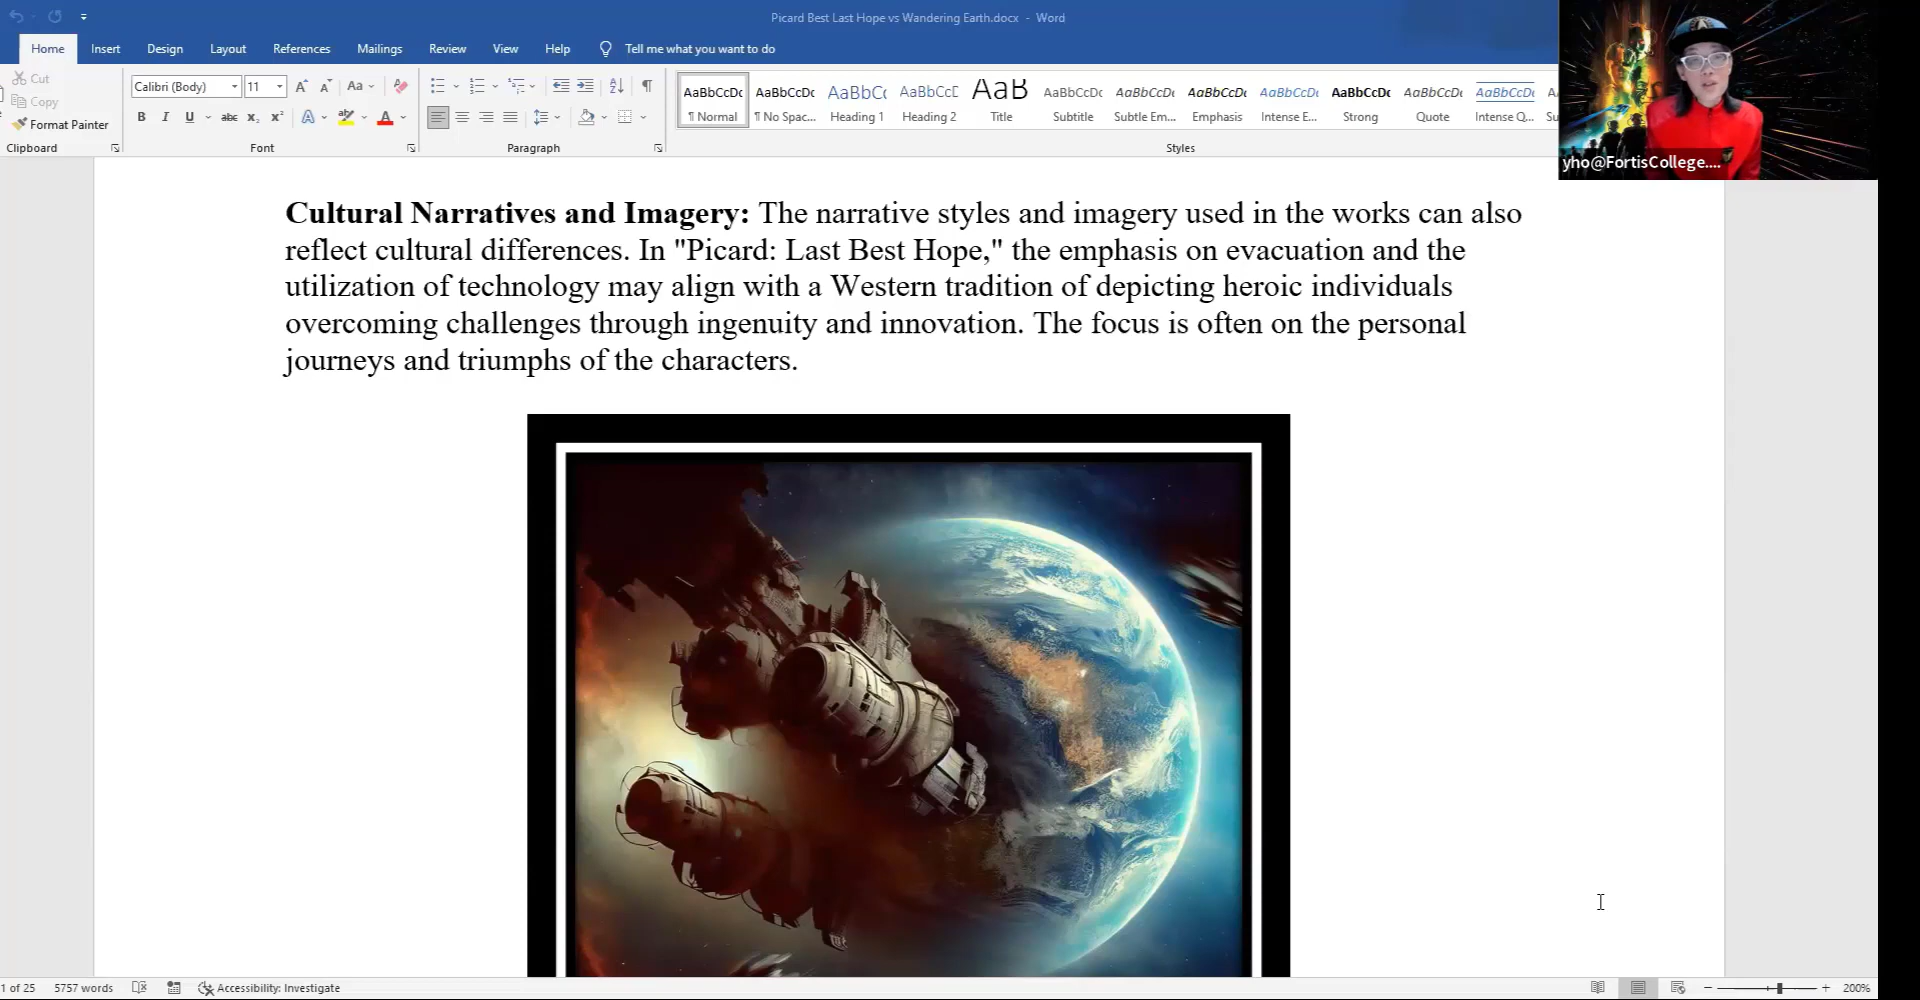 Picard Best Last Hope vs Wandering Earth.docx - Word
Home Insert Design Layout References Mailings Review View Help Tell me what you want to do
Cut
Copy
Format Painter
Clipboard
Calibri (Body) 11
Font
Paragraph
AaBbCcDc AaBbCcDc AaBbCc AaBbCcD AaB AaBbCcDc AaBbCcDc AaBbCcDc AaBbCcDc AaBbCcDc AaBbCcDc AaBbCcDc
¶ Normal ¶ No Spac... Heading 1 Heading 2 Title Subtitle Subtle Em... Emphasis Intense E... Strong Quote Intense Q...
Styles
yho@FortisCollege....
Cultural Narratives and Imagery: The narrative styles and imagery used in the works can also
reflect cultural differences. In "Picard: Last Best Hope," the emphasis on evacuation and the
utilization of technology may align with a Western tradition of depicting heroic individuals
overcoming challenges through ingenuity and innovation. The focus is often on the personal
journeys and triumphs of the characters.
1 of 25 5757 words Accessibility: Investigate 200%